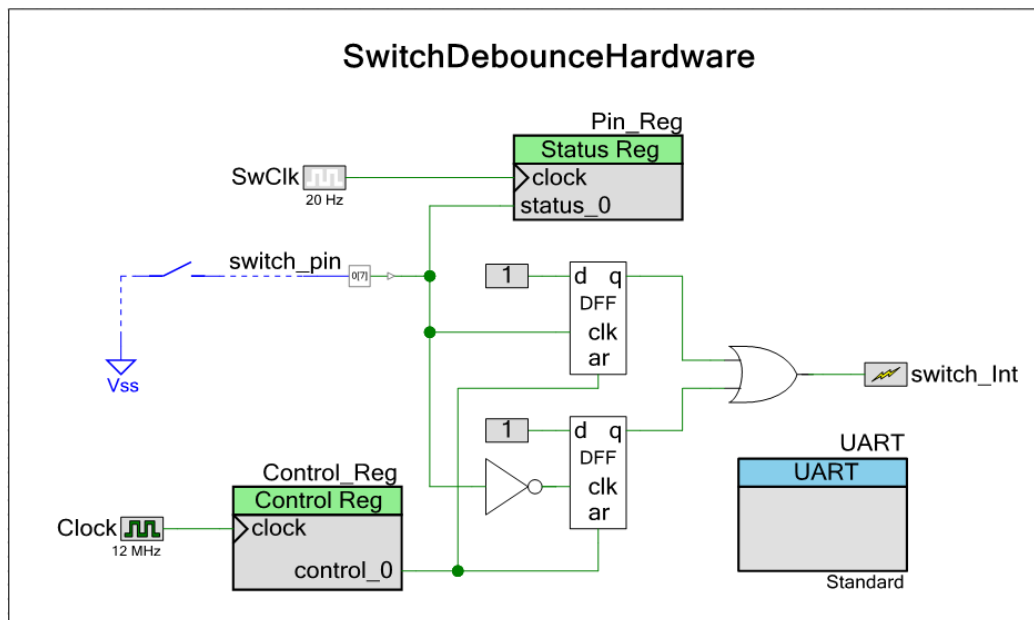 SwitchDebounceHardware
Pin_Reg
Status Reg
SwClk
clock
20 Hz
status_0
switch_pin
0[7]
1
d q
DFF
clk
ar
Vss
switch_Int
1
d q
DFF
clk
ar
UART
UART
Control_Reg
Control Reg
Clock
clock
12 MHz
control_0
Standard